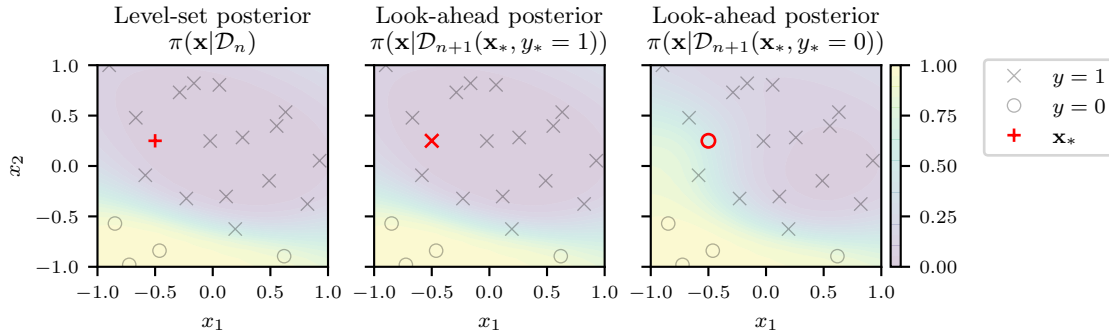 Level-set posterior
π(x|𝒟ₙ)
Look-ahead posterior
π(x|𝒟ₙ₊₁(x∗, y∗ = 1))
Look-ahead posterior
π(x|𝒟ₙ₊₁(x∗, y∗ = 0))
1.0
0.5
0.0
−0.5
−1.0
x₂
−1.0 −0.5 0.0 0.5 1.0
x₁
−1.0 −0.5 0.0 0.5 1.0
x₁
−1.0 −0.5 0.0 0.5 1.0
x₁
1.00
0.75
0.50
0.25
0.00
y = 1
y = 0
x∗